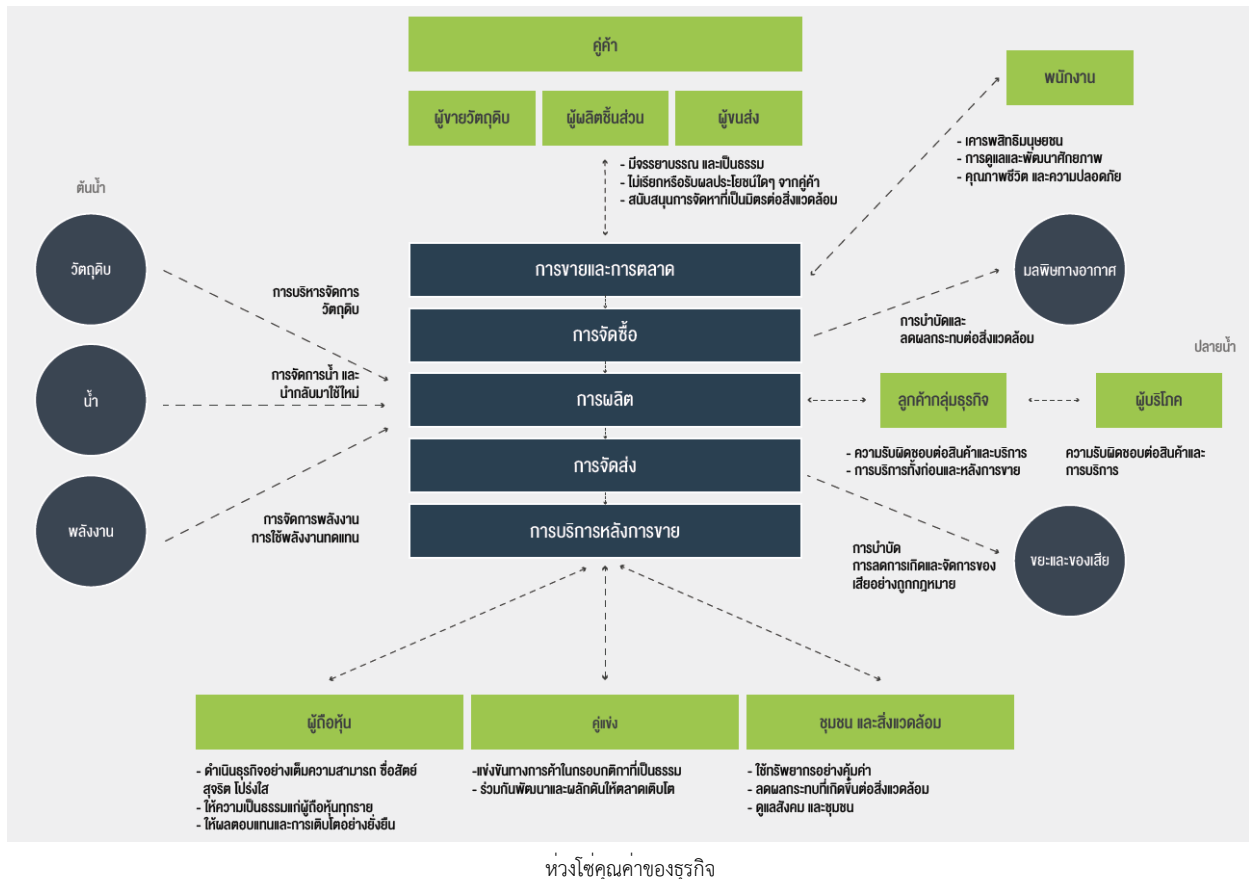 คู่ค้า
พนักงาน
ผู้ขายวัตถุดิบ
ผู้ผลิตชิ้นส่วน
ผู้ขนส่ง
- เคารพสิทธิมนุษยชน
- การดูแลและพัฒนาศักยภาพ
- คุณภาพชีวิต และความปลอดภัย
- มีจรรยาบรรณ และเป็นธรรม
- ไม่เรียกหรือรับผลประโยชน์ใดๆ จากคู่ค้า
- สนับสนุนการจัดหาที่เป็นมิตรต่อสิ่งแวดล้อม
ต้นน้ำ
วัตถุดิบ
การบริหารจัดการ
วัตถุดิบ
น้ำ
การจัดการน้ำ และ
นำกลับมาใช้ใหม่
พลังงาน
การจัดการพลังงาน
การใช้พลังงานทดแทน
การขายและการตลาด
การจัดซื้อ
การผลิต
การจัดส่ง
การบริการหลังการขาย
มลพิษทางอากาศ
การบำบัดและ
ลดผลกระทบต่อสิ่งแวดล้อม
ปลายน้ำ
ลูกค้ากลุ่มธุรกิจ
ผู้บริโภค
- ความรับผิดชอบต่อสินค้าและบริการ
- การบริการทั้งก่อนและหลังการขาย
ความรับผิดชอบต่อสินค้าและ
การบริการ
การบำบัด
การลดการเกิดและจัดการของ
เสียอย่างถูกกฎหมาย
ขยะและของเสีย
ผู้ถือหุ้น
คู่แข่ง
ชุมชน และสิ่งแวดล้อม
- ดำเนินธุรกิจอย่างเต็มความสามารถ ซื่อสัตย์
สุจริต โปร่งใส
- ให้ความเป็นธรรมแก่ผู้ถือหุ้นทุกราย
- ให้ผลตอบแทนและการเติบโตอย่างยั่งยืน
-แข่งขันทางการค้าในกรอบกติกาที่เป็นธรรม
- ร่วมกันพัฒนาและผลักดันให้ตลาดเติบโต
- ใช้ทรัพยากรอย่างคุ้มค่า
- ลดผลกระทบที่เกิดขึ้นต่อสิ่งแวดล้อม
- ดูแลสังคม และชุมชน
ห่วงโซ่คุณค่าของธุรกิจ